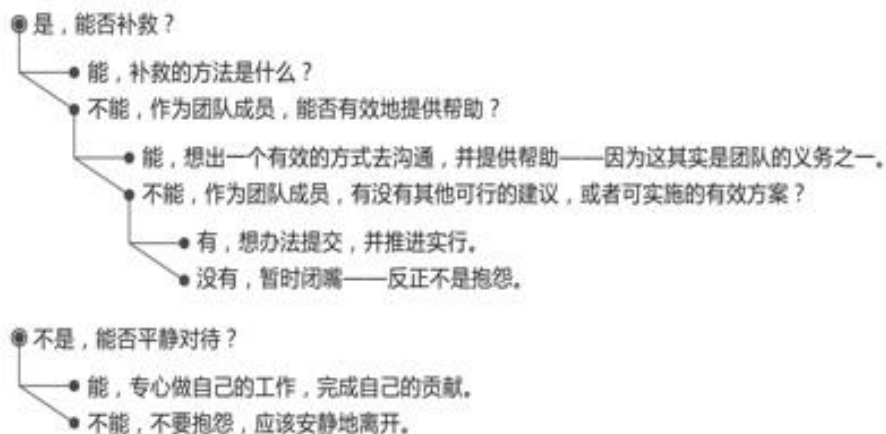 是，能否补救？
能，补救的方法是什么？
不能，作为团队成员，能否有效地提供帮助？
能，想出一个有效的方式去沟通，并提供帮助——因为这其实是团队的义务之一。
不能，作为团队成员，有没有其他可行的建议，或者可实施的有效方案？
有，想办法提交，并推进实行。
没有，暂时闭嘴——反正不是抱怨。
不是，能否平静对待？
能，专心做自己的工作，完成自己的贡献。
不能，不要抱怨，应该安静地离开。